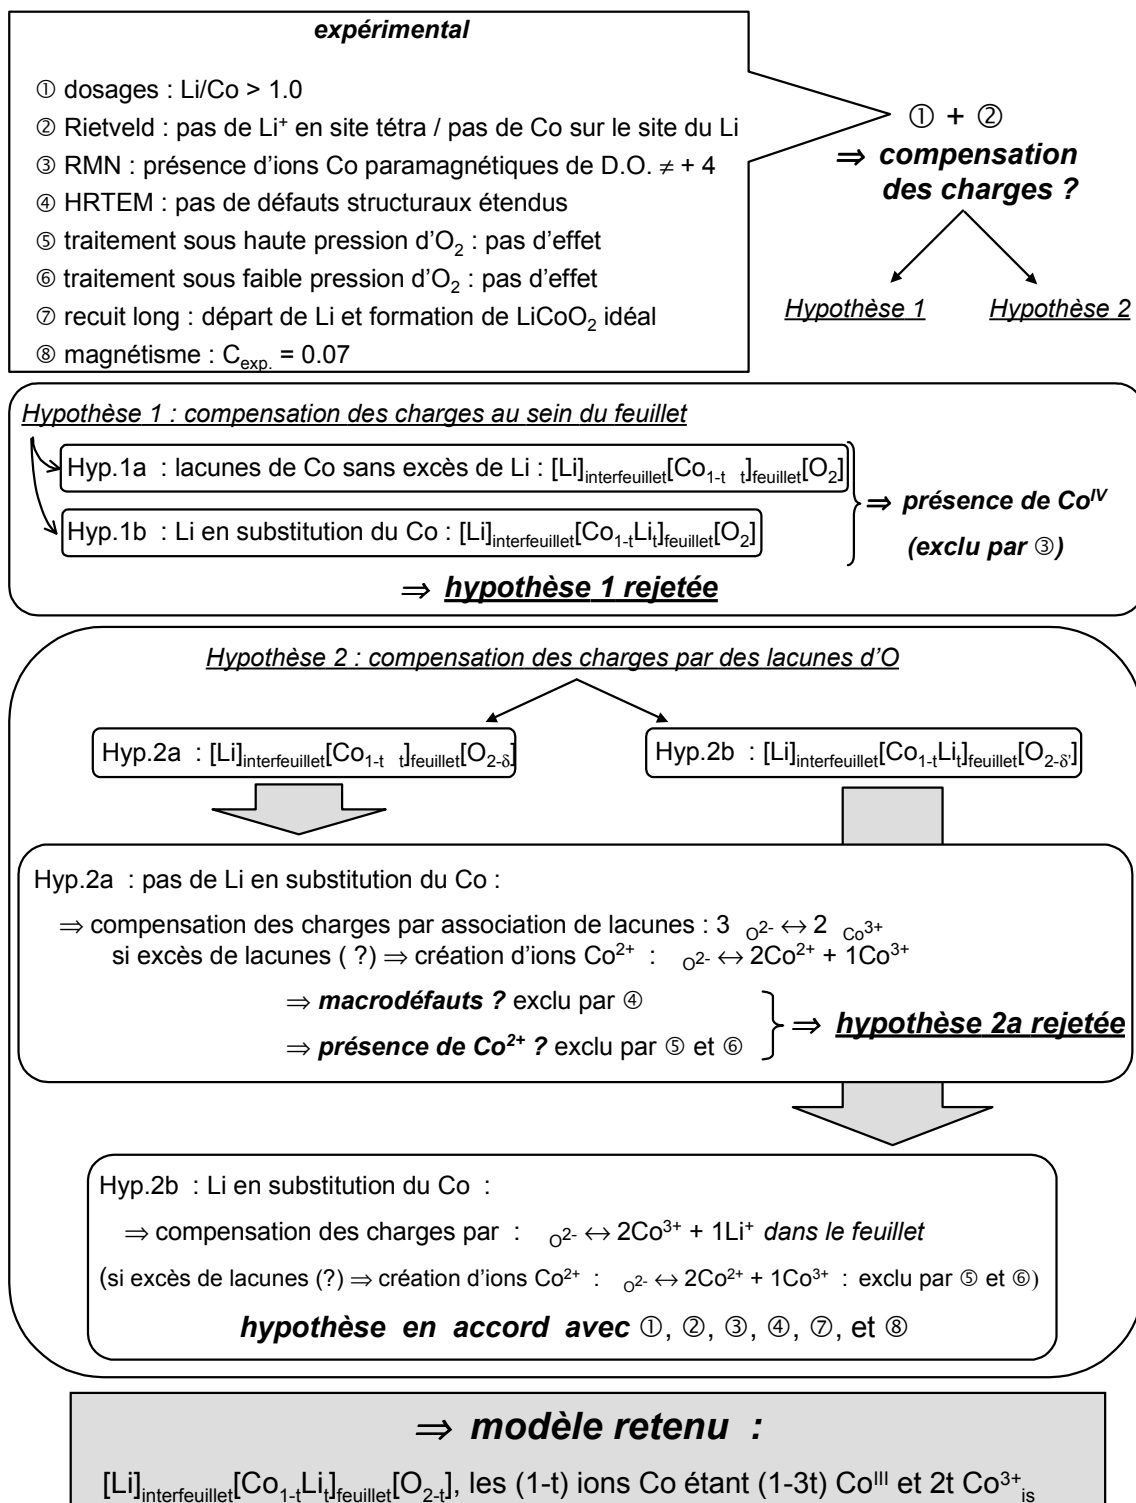 expérimental
① dosages : Li/Co > 1.0
② Rietveld : pas de Li⁺ en site tétra / pas de Co sur le site du Li
③ RMN : présence d'ions Co paramagnétiques de D.O. ≠ + 4
④ HRTEM : pas de défauts structuraux étendus
⑤ traitement sous haute pression d'O₂ : pas d'effet
⑥ traitement sous faible pression d'O₂ : pas d'effet
⑦ recuit long : départ de Li et formation de LiCoO₂ idéal
⑧ magnétisme : C_exp. = 0.07
① + ②
⇒ compensation
des charges ?
Hypothèse 1 Hypothèse 2
Hypothèse 1 : compensation des charges au sein du feuillet
Hyp.1a : lacunes de Co sans excès de Li : [Li]interfeuillet[Co1-t t]feuillet[O2]
Hyp.1b : Li en substitution du Co : [Li]interfeuillet[Co1-tLit]feuillet[O2]
⇒ présence de Co^IV
(exclu par ③)
⇒ hypothèse 1 rejetée
Hypothèse 2 : compensation des charges par des lacunes d'O
Hyp.2a : [Li]interfeuillet[Co1-t t]feuillet[O2-δ] Hyp.2b : [Li]interfeuillet[Co1-tLit]feuillet[O2-δ']
Hyp.2a : pas de Li en substitution du Co :
⇒ compensation des charges par association de lacunes : 3 O²⁻ ↔ 2 Co³⁺
si excès de lacunes ( ?) ⇒ création d'ions Co²⁺ : O²⁻ ↔ 2Co²⁺ + 1Co³⁺
⇒ macrodéfauts ? exclu par ④
⇒ présence de Co²⁺ ? exclu par ⑤ et ⑥
⇒ hypothèse 2a rejetée
Hyp.2b : Li en substitution du Co :
⇒ compensation des charges par : O²⁻ ↔ 2Co³⁺ + 1Li⁺ dans le feuillet
(si excès de lacunes (?) ⇒ création d'ions Co²⁺ : O²⁻ ↔ 2Co²⁺ + 1Co³⁺ : exclu par ⑤ et ⑥)
hypothèse en accord avec ①, ②, ③, ④, ⑦, et ⑧
⇒ modèle retenu :
[Li]interfeuillet[Co1-tLit]feuillet[O2-t], les (1-t) ions Co étant (1-3t) Co^III et 2t Co³⁺is